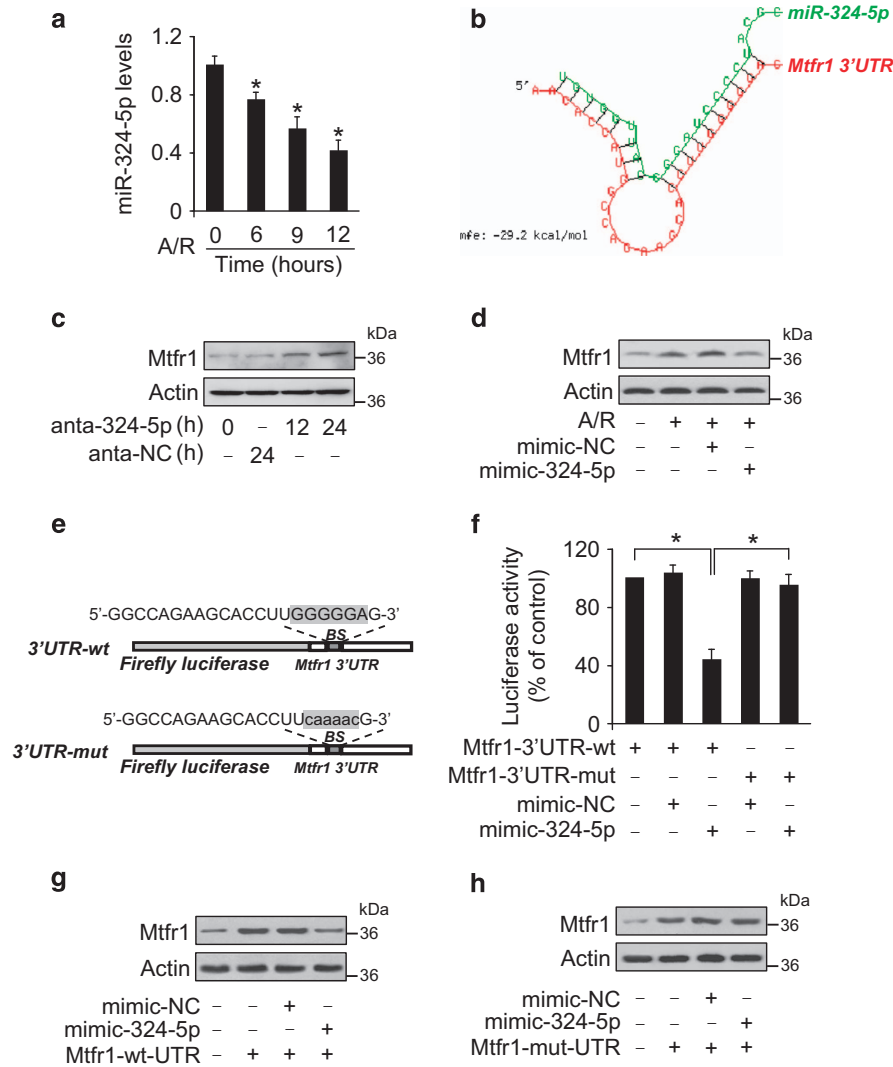 a
miR-324-5p levels
1.2
0.8
0.4
0
A/R
0 6 9 12
Time (hours)
* * *
b
miR-324-5p
Mtfr1 3'UTR
5'
mfe: -29.2 kcal/mol
c
kDa
Mtfr1
36
Actin
36
anta-324-5p (h) 0 – 12 24
anta-NC (h) – 24 – –
d
kDa
Mtfr1
36
Actin
36
A/R – + + +
mimic-NC – – + –
mimic-324-5p – – – +
e
5'-GGCCAGAAGCACCUUGGGGGAG-3'
BS
3'UTR-wt
Firefly luciferase Mtfr1 3'UTR
5'-GGCCAGAAGCACCUUcaaaacG-3'
BS
3'UTR-mut
Firefly luciferase Mtfr1 3'UTR
f
Luciferase activity
(% of control)
120
80
40
0
* *
Mtfr1-3'UTR-wt + + + – –
Mtfr1-3'UTR-mut – – – + +
mimic-NC – + – + –
mimic-324-5p – – + – +
g
kDa
Mtfr1
36
Actin
36
mimic-NC – – + –
mimic-324-5p – – – +
Mtfr1-wt-UTR – + + +
h
kDa
Mtfr1
36
Actin
36
mimic-NC – – + –
mimic-324-5p – – – +
Mtfr1-mut-UTR – + + +